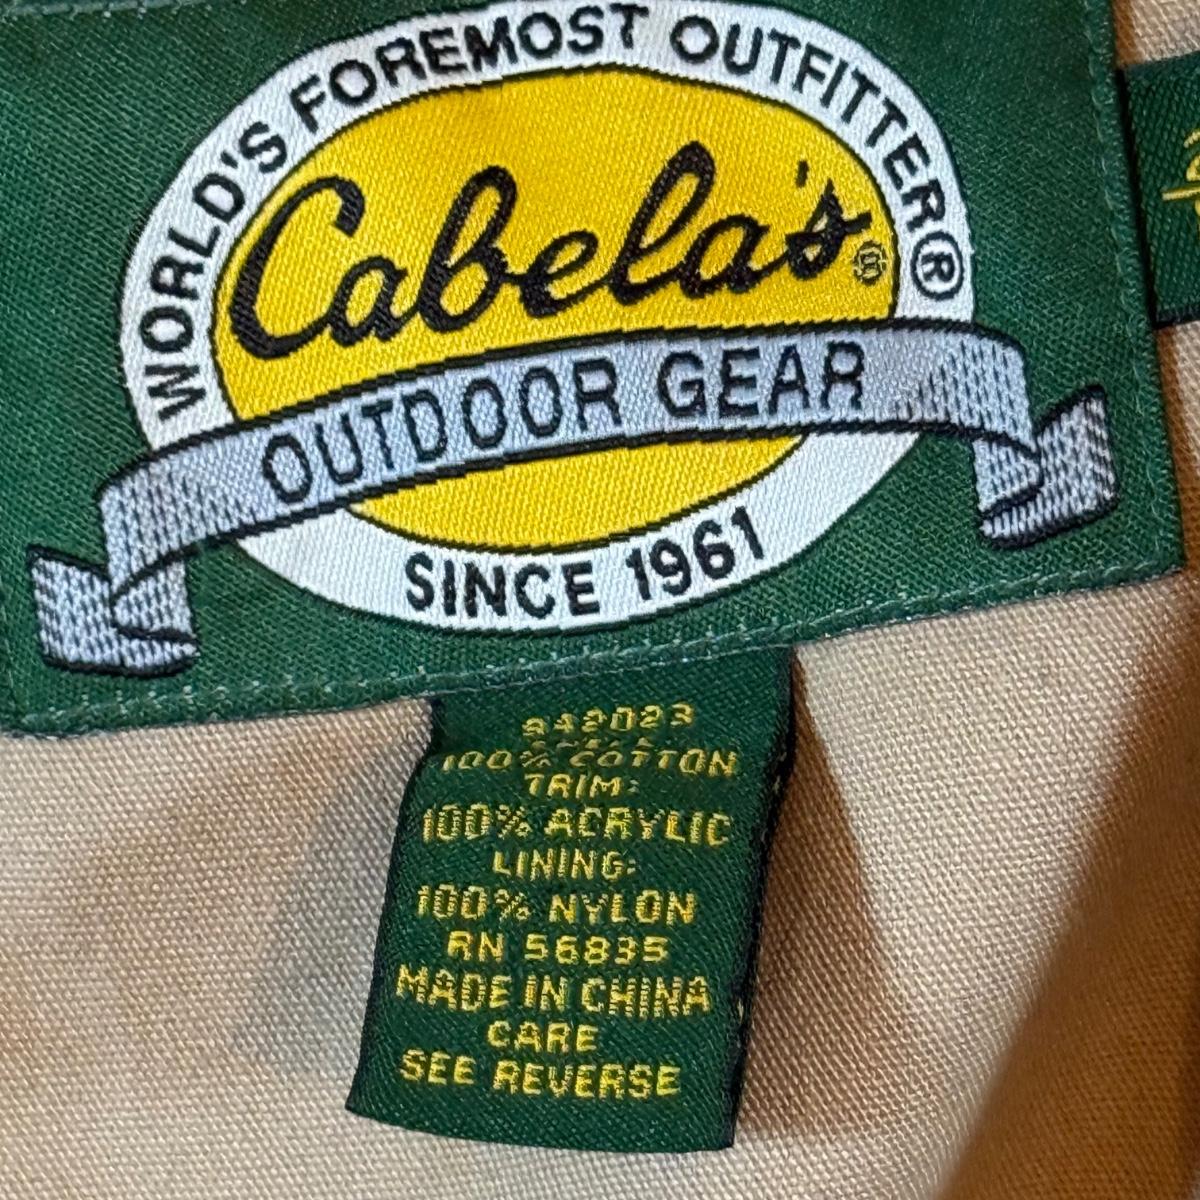 WORLD'S FOREMOST OUTFITTER®
Cabela's®
OUTDOOR GEAR
SINCE 1961
942023
100% COTTON
TRIM:
100% ACRYLIC
LINING:
100% NYLON
RN 56835
MADE IN CHINA
CARE
SEE REVERSE